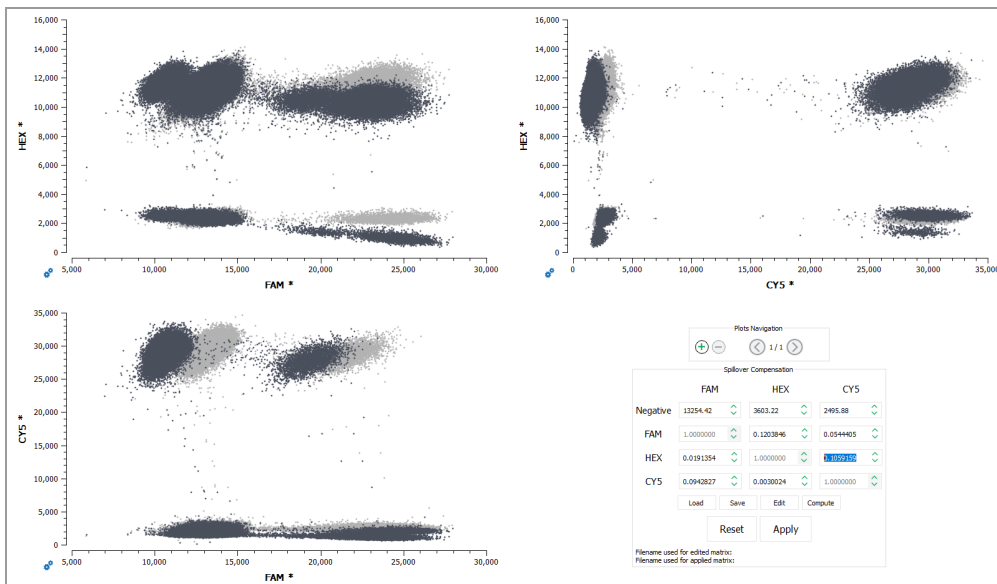 16,000
14,000
12,000
10,000
8,000
6,000
4,000
2,000
0
HEX *
5,000 10,000 15,000 20,000 25,000 30,000
FAM *
16,000
14,000
12,000
10,000
8,000
6,000
4,000
2,000
0
HEX *
0 5,000 10,000 15,000 20,000 25,000 30,000 35,000
CY5 *
35,000
30,000
25,000
20,000
15,000
10,000
5,000
0
CY5 *
5,000 10,000 15,000 20,000 25,000 30,000
FAM *
Plots Navigation
1 / 1
Spillover Compensation
FAM HEX CY5
Negative 13254.42 3603.22 2495.88
FAM 1.0000000 0.1203846 0.0544405
HEX 0.0191354 1.0000000 0.1059159
CY5 0.0942827 0.0030024 1.0000000
Load Save Edit Compute
Reset Apply
Filename used for edited matrix:
Filename used for applied matrix: